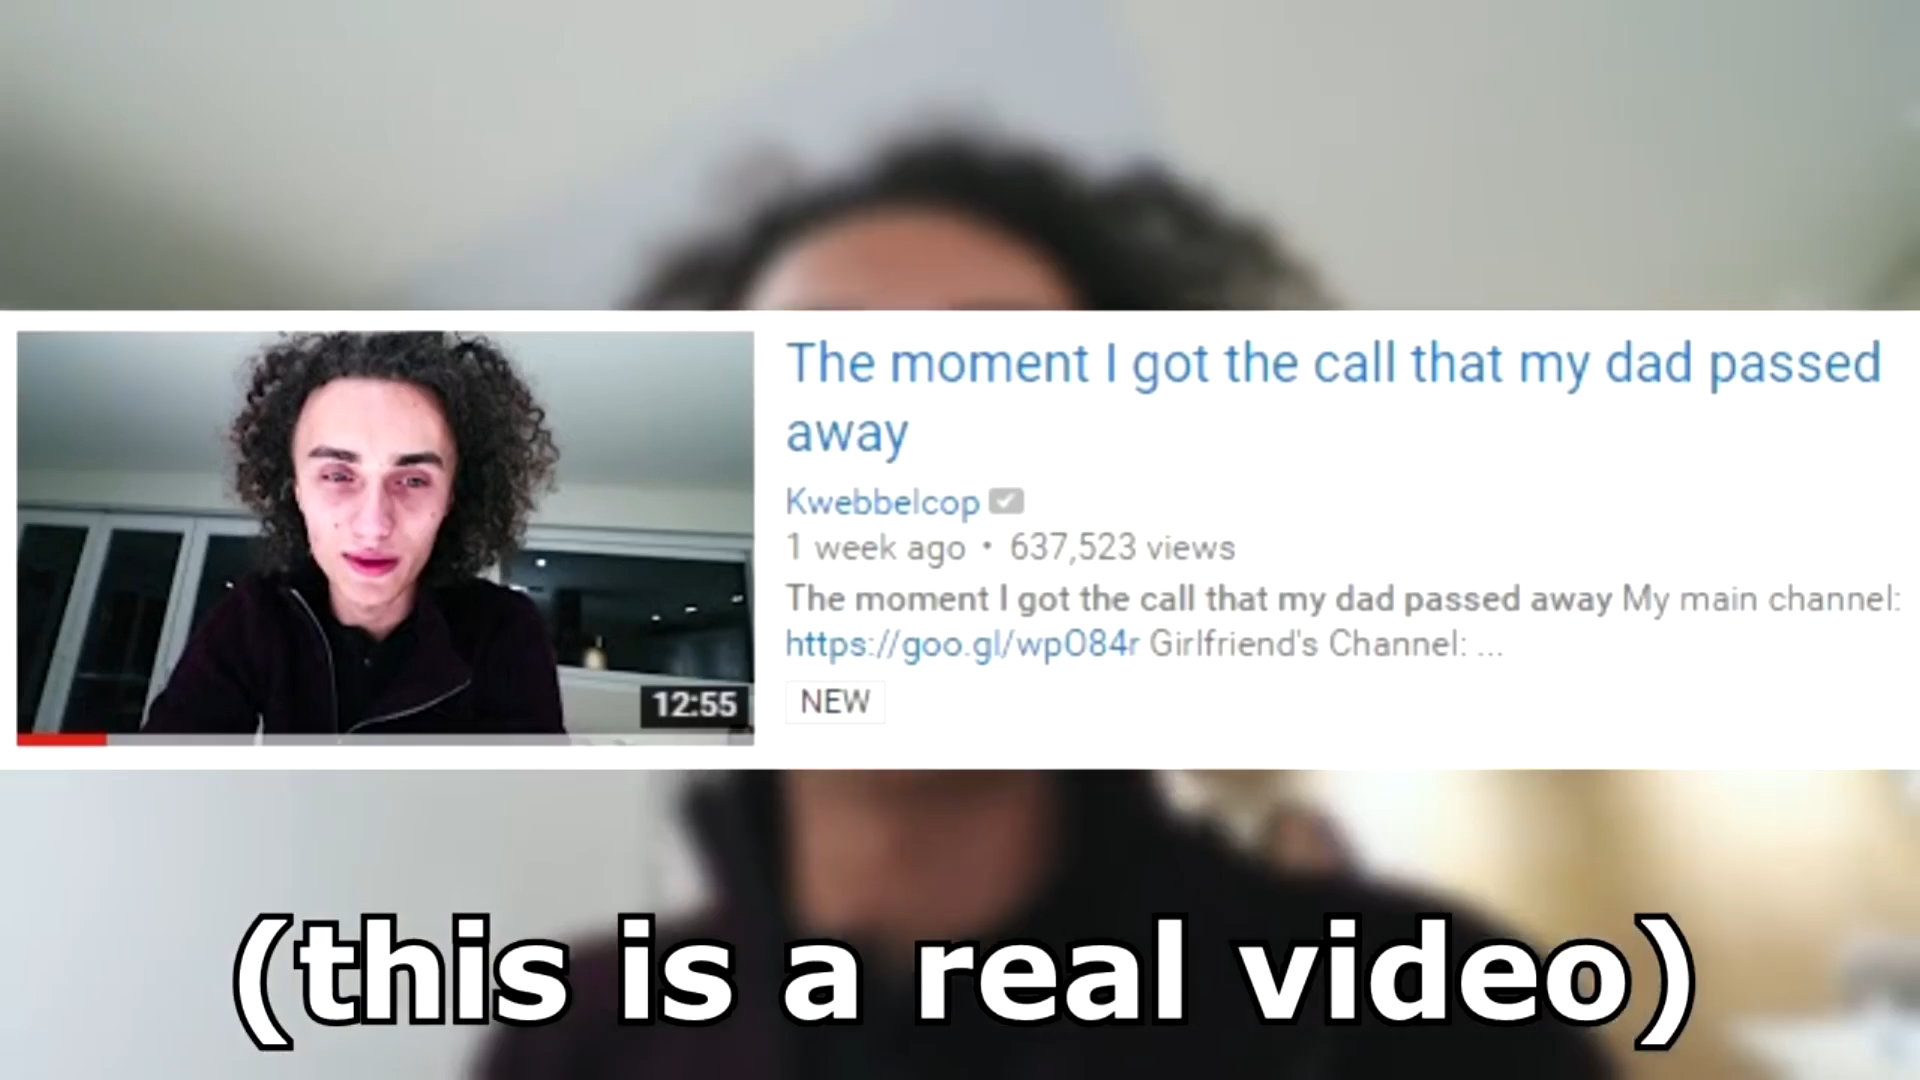 The moment I got the call that my dad passed
away
Kwebbelcop
1 week ago • 637,523 views
The moment I got the call that my dad passed away My main channel:
https://goo.gl/wpO84r Girlfriend's Channel: ...
12:55
NEW
(this is a real video)